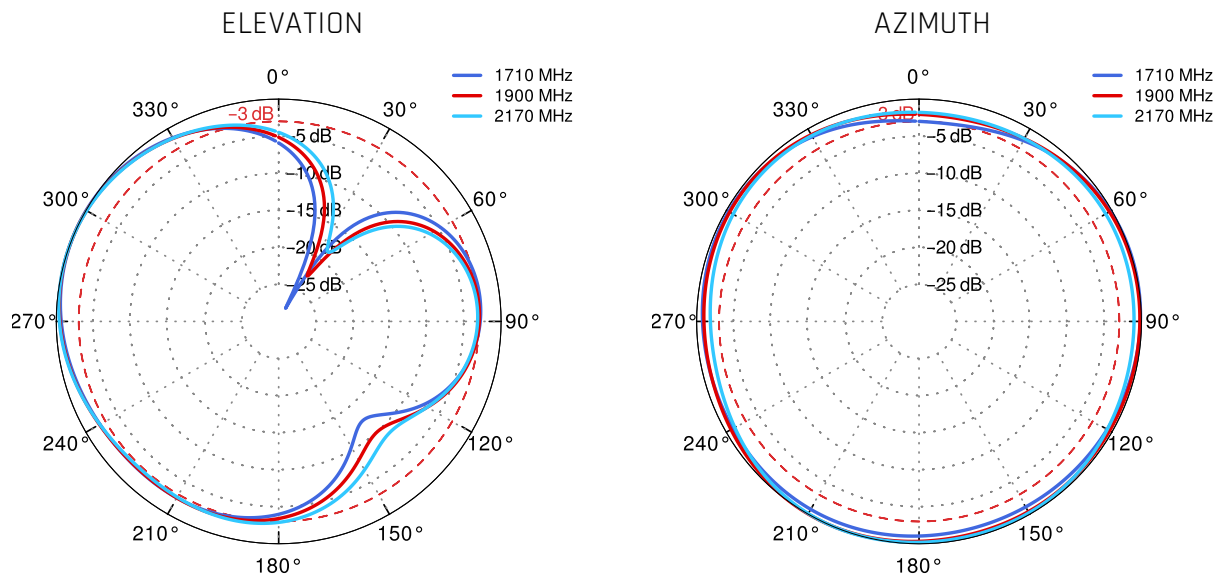 ELEVATION
0°
30°
60°
90°
120°
150°
180°
210°
240°
270°
300°
330°
−3 dB
−5 dB
−10 dB
−15 dB
−20 dB
−25 dB
1710 MHz
1900 MHz
2170 MHz
AZIMUTH
0°
30°
60°
90°
120°
150°
180°
210°
240°
270°
300°
330°
−3 dB
−5 dB
−10 dB
−15 dB
−20 dB
−25 dB
1710 MHz
1900 MHz
2170 MHz